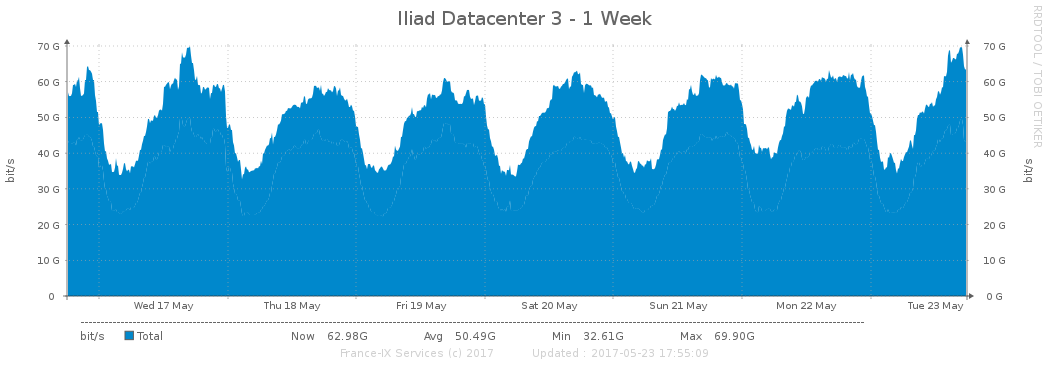 Iliad Datacenter 3 - 1 Week
RRDTOOL / TOBI OETIKER
70 G 70 G
60 G 60 G
50 G 50 G
40 G 40 G
bit/s bit/s
30 G 30 G
20 G 20 G
10 G 10 G
0 0 G
Wed 17 May Thu 18 May Fri 19 May Sat 20 May Sun 21 May Mon 22 May Tue 23 May
bit/s Total Now 62.98G Avg 50.49G Min 32.61G Max 69.90G
France-IX Services (c) 2017 Updated : 2017-05-23 17:55:09